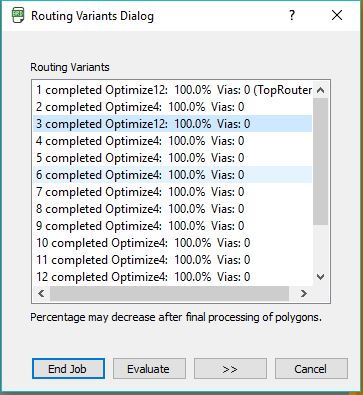 Routing Variants Dialog
Routing Variants
1 completed Optimize12: 100.0% Vias: 0 (TopRouter
2 completed Optimize4: 100.0% Vias: 0
3 completed Optimize12: 100.0% Vias: 0
4 completed Optimize4: 100.0% Vias: 0
5 completed Optimize4: 100.0% Vias: 0
6 completed Optimize4: 100.0% Vias: 0
7 completed Optimize4: 100.0% Vias: 0
8 completed Optimize4: 100.0% Vias: 0
9 completed Optimize4: 100.0% Vias: 0
10 completed Optimize4: 100.0% Vias: 0
11 completed Optimize4: 100.0% Vias: 0
12 completed Optimize4: 100.0% Vias: 0
Percentage may decrease after final processing of polygons.
End Job Evaluate >> Cancel